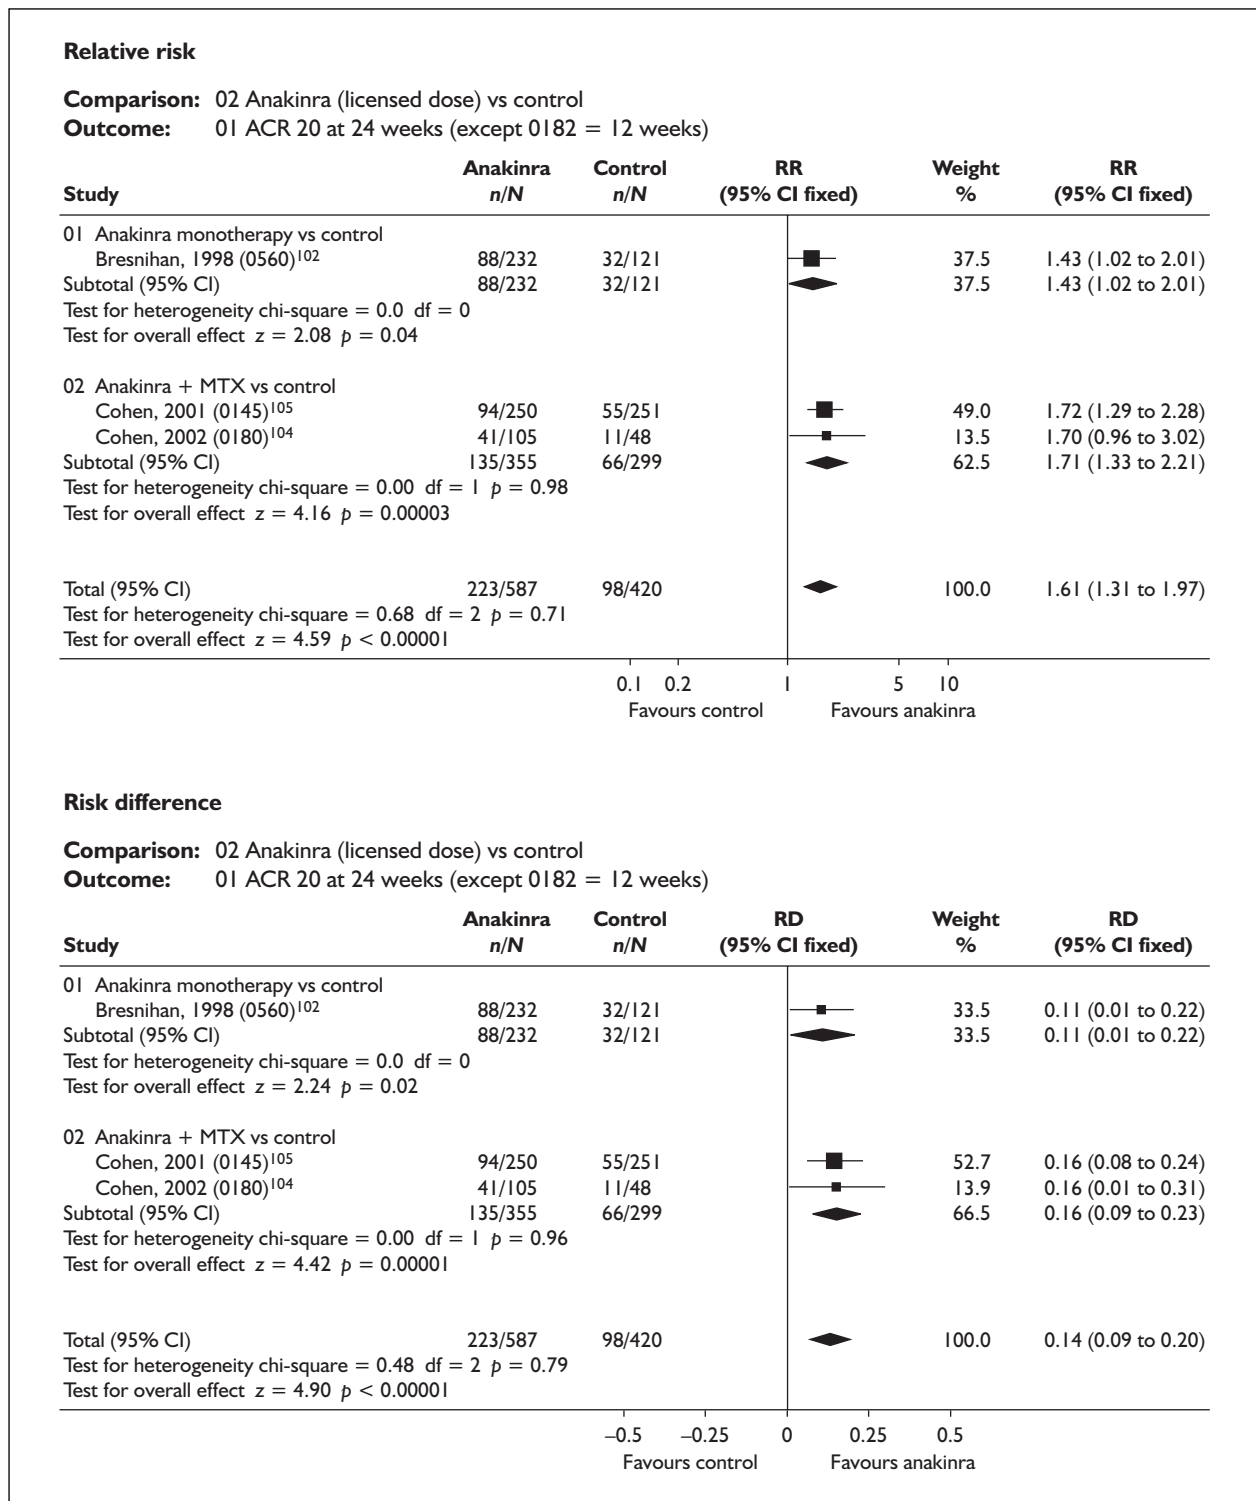 Relative risk
Comparison: 02 Anakinra (licensed dose) vs control
Outcome: 01 ACR 20 at 24 weeks (except 0182 = 12 weeks)
Anakinra Control RR Weight RR
Study n/N n/N (95% CI fixed) % (95% CI fixed)
01 Anakinra monotherapy vs control
Bresnihan, 1998 (0560)102 88/232 32/121 37.5 1.43 (1.02 to 2.01)
Subtotal (95% CI) 88/232 32/121 37.5 1.43 (1.02 to 2.01)
Test for heterogeneity chi-square = 0.0 df = 0
Test for overall effect z = 2.08 p = 0.04
02 Anakinra + MTX vs control
Cohen, 2001 (0145)105 94/250 55/251 49.0 1.72 (1.29 to 2.28)
Cohen, 2002 (0180)104 41/105 11/48 13.5 1.70 (0.96 to 3.02)
Subtotal (95% CI) 135/355 66/299 62.5 1.71 (1.33 to 2.21)
Test for heterogeneity chi-square = 0.00 df = 1 p = 0.98
Test for overall effect z = 4.16 p = 0.00003
Total (95% CI) 223/587 98/420 100.0 1.61 (1.31 to 1.97)
Test for heterogeneity chi-square = 0.68 df = 2 p = 0.71
Test for overall effect z = 4.59 p < 0.00001
0.1 0.2 1 5 10
Favours control Favours anakinra
Risk difference
Comparison: 02 Anakinra (licensed dose) vs control
Outcome: 01 ACR 20 at 24 weeks (except 0182 = 12 weeks)
Anakinra Control RD Weight RD
Study n/N n/N (95% CI fixed) % (95% CI fixed)
01 Anakinra monotherapy vs control
Bresnihan, 1998 (0560)102 88/232 32/121 33.5 0.11 (0.01 to 0.22)
Subtotal (95% CI) 88/232 32/121 33.5 0.11 (0.01 to 0.22)
Test for heterogeneity chi-square = 0.0 df = 0
Test for overall effect z = 2.24 p = 0.02
02 Anakinra + MTX vs control
Cohen, 2001 (0145)105 94/250 55/251 52.7 0.16 (0.08 to 0.24)
Cohen, 2002 (0180)104 41/105 11/48 13.9 0.16 (0.01 to 0.31)
Subtotal (95% CI) 135/355 66/299 66.5 0.16 (0.09 to 0.23)
Test for heterogeneity chi-square = 0.00 df = 1 p = 0.96
Test for overall effect z = 4.42 p = 0.00001
Total (95% CI) 223/587 98/420 100.0 0.14 (0.09 to 0.20)
Test for heterogeneity chi-square = 0.48 df = 2 p = 0.79
Test for overall effect z = 4.90 p < 0.00001
–0.5 –0.25 0 0.25 0.5
Favours control Favours anakinra